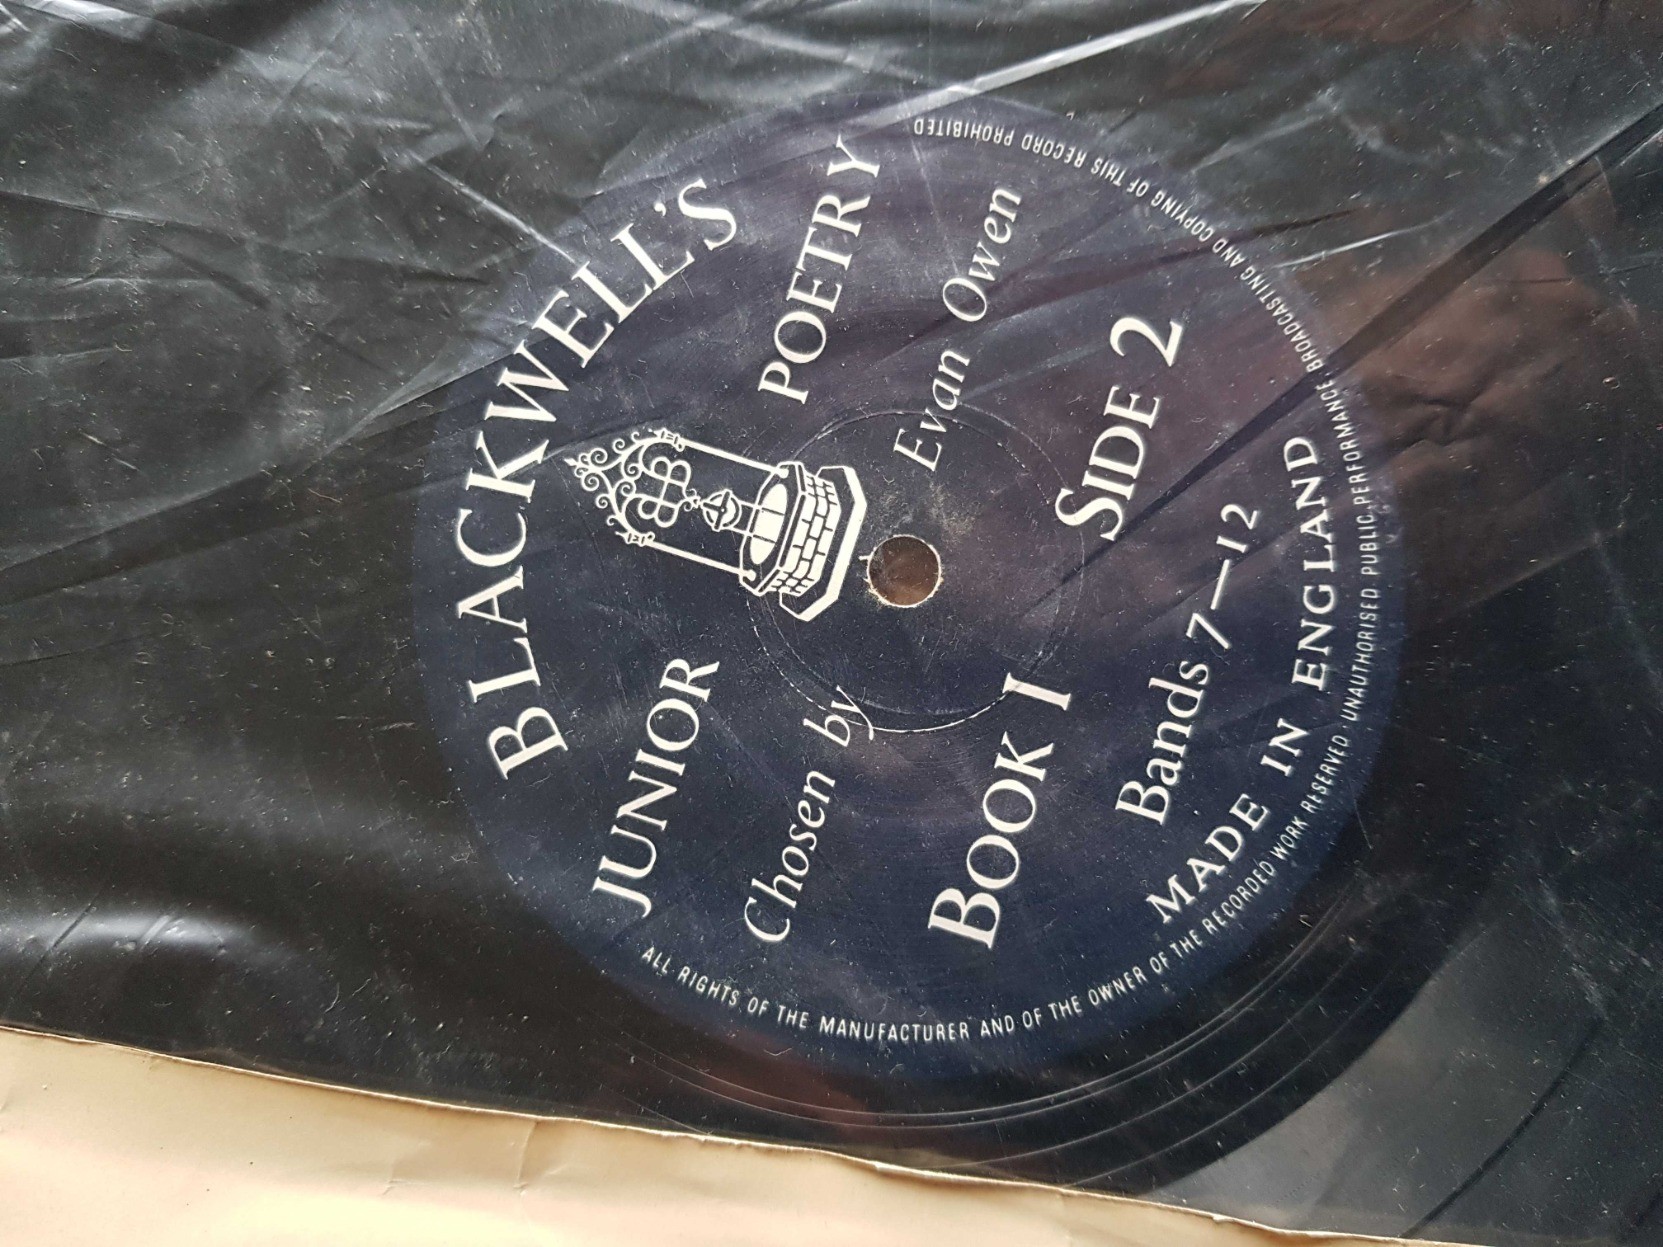 BLACKWELL'S
JUNIOR POETRY
BB
Chosen by Evan Owen
BOOK I SIDE 2
Bands 7—12
MADE IN ENGLAND
ALL RIGHTS OF THE MANUFACTURER AND OF THE OWNER OF THE RECORDED WORK RESERVED UNAUTHORISED PUBLIC PERFORMANCE BROADCASTING AND COPYING OF THIS RECORD PROHIBITED